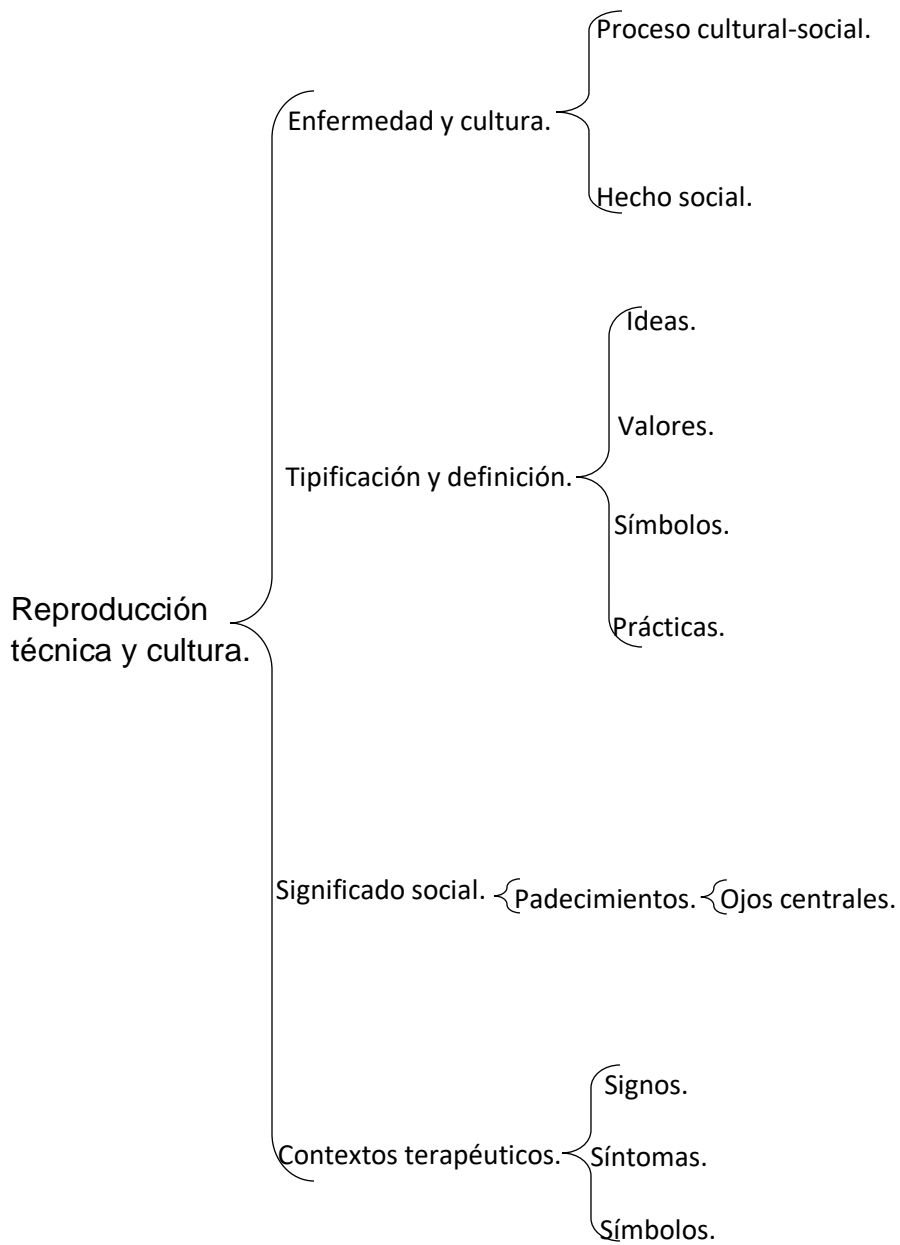 Reproducción
técnica y cultura.
Enfermedad y cultura.
Proceso cultural-social.
Hecho social.
Tipificación y definición.
Ideas.
Valores.
Símbolos.
Prácticas.
Significado social.
Padecimientos.
Ojos centrales.
Contextos terapéuticos.
Signos.
Síntomas.
Símbolos.